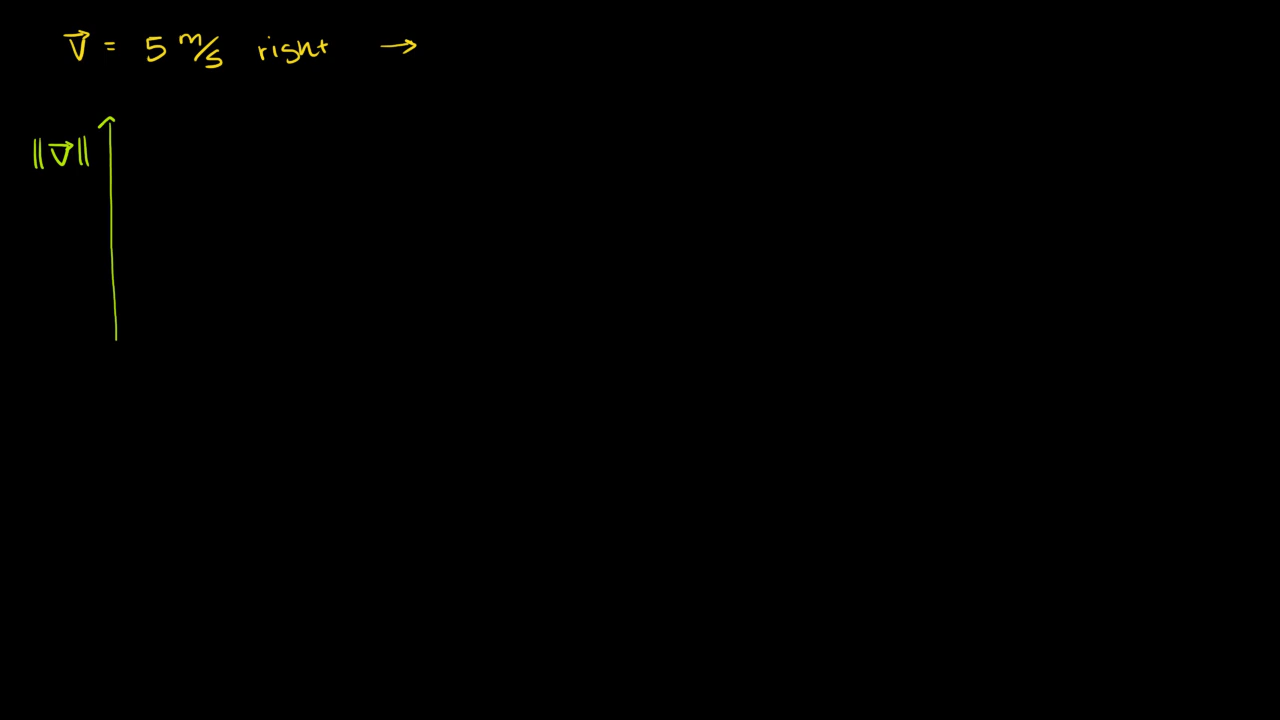 v⃗ = 5 m/s right →
||v⃗||